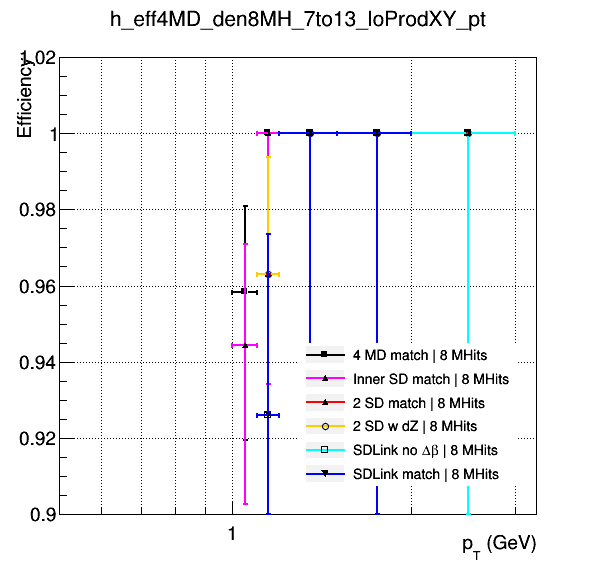 h_eff4MD_den8MH_7to13_loProdXY_pt
Efficiency
1.02
1
0.98
0.96
0.94
0.92
0.9
4 MD match | 8 MHits
Inner SD match | 8 MHits
2 SD match | 8 MHits
2 SD w dZ | 8 MHits
SDLink no Δβ | 8 MHits
SDLink match | 8 MHits
1
p_T (GeV)